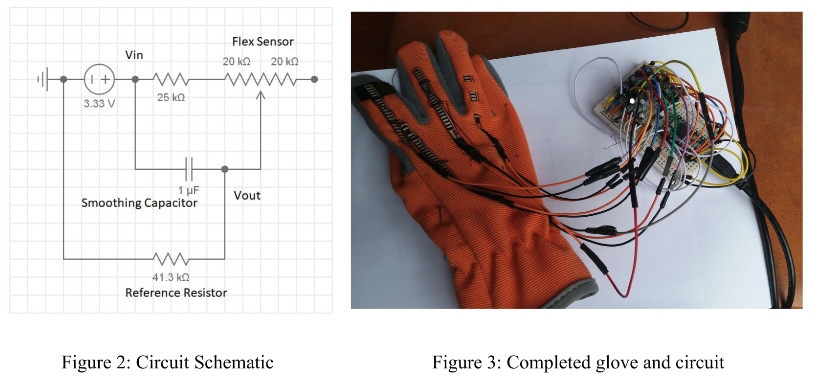 Flex Sensor
Vin
20 kΩ 20 kΩ
3.33 V
25 kΩ
1 µF
Smoothing Capacitor
Vout
41.3 kΩ
Reference Resistor
Figure 2: Circuit Schematic
Figure 3: Completed glove and circuit